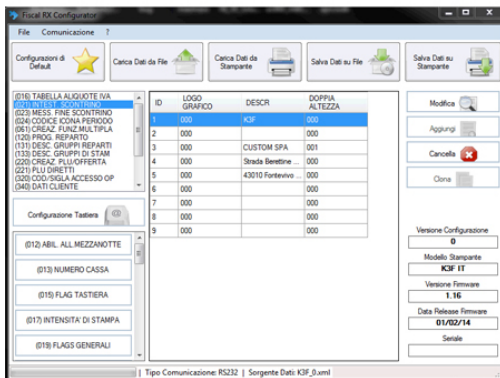 Fiscal RX Configurator
File Comunicazione ?
Configurazioni di Default
Carica Dati da File
Carica Dati da Stampante
Salva Dati su File
Salva Dati su Stampante
(016) TABELLA ALIQUOTE IVA
(021) INTEST. SCONTRINO
(023) MESS. FINE SCONTRINO
(024) CODICE ICONA PERIODO
(061) CREAZ. FUNZ.MULTIPLA
(120) PROG. REPARTO
(131) DESC. GRUPPI REPARTI
(133) DESC. GRUPPI DI STAM
(220) CREAZ. PLU/OFFERTA
(221) PLU DIRETTI
(320) COD/SIGLA ACCESSO OP
(340) DATI CLIENTE
Configurazione Tastiera
(012) ABIL. ALL.MEZZANOTTE
(013) NUMERO CASSA
(015) FLAG TASTIERA
(017) INTENSITA' DI STAMPA
(019) FLAGS GENERALI
ID LOGO GRAFICO DESCR DOPPIA ALTEZZA
1 000 K3F 000
2 000 000
3 000 CUSTOM SPA 001
4 000 Strada Berettine ... 000
5 000 43010 Fontevivo ... 000
6 000 000
7 000 000
8 000 000
9 000 000
Modifica
Aggiungi
Cancella
Clona
Versione Configurazione
0
Modello Stampante
K3F IT
Versione Firmware
1.16
Data Release Firmware
01/02/14
Seriale
| Tipo Comunicazione: RS232 | Sorgente Dati: K3F_0.xml